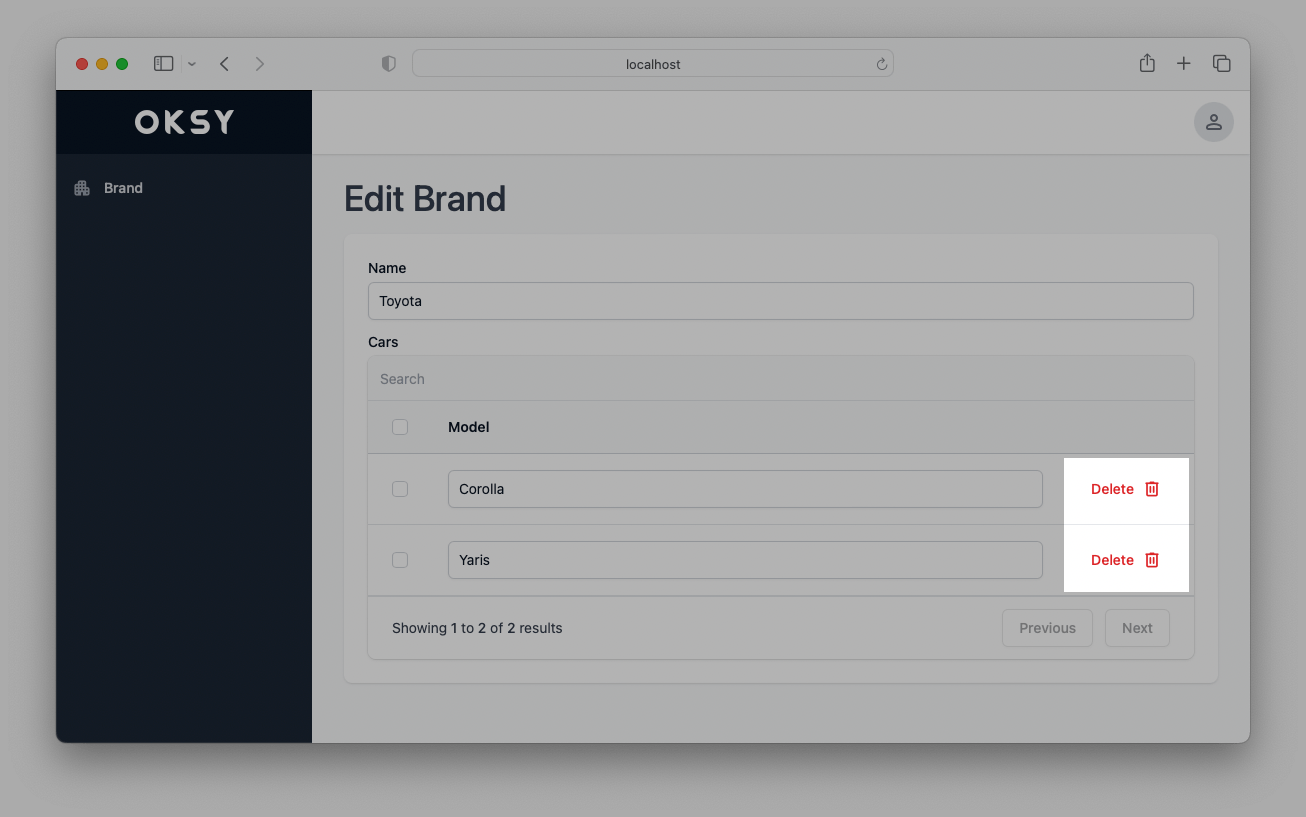 localhost
OKSY
Brand
Edit Brand
Name
Toyota
Cars
Search
Model
Corolla
Delete
Yaris
Delete
Showing 1 to 2 of 2 results
Previous
Next